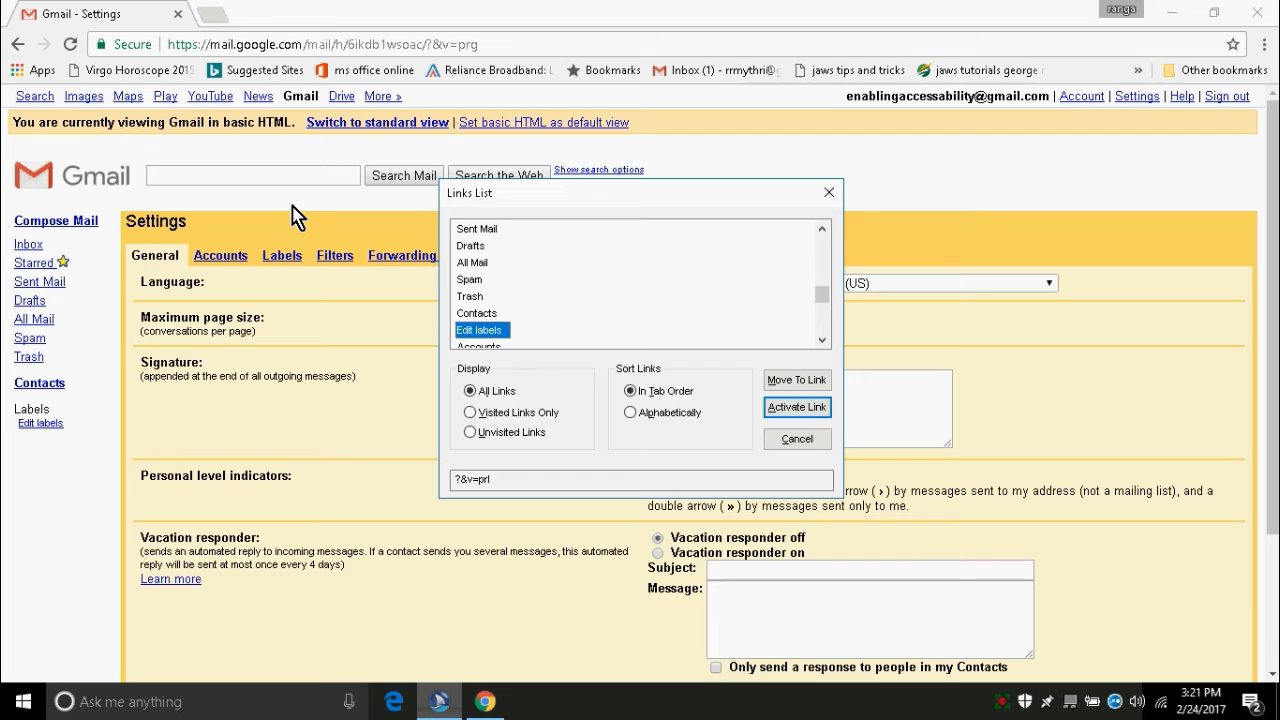 Gmail - Settings
ranga
Secure https://mail.google.com/mail/h/6ikdb1wsoac/?&v=prg
Apps Virgo Horoscope 2015 Suggested Sites ms office online Reliance Broadband: Bookmarks Inbox () - rrmythri@ jaws tips and tricks jaws tutorials george » Other bookmarks
Search Images Maps Play YouTube News Gmail Drive More » enablingaccessability@gmail.com | Account | Settings | Help | Sign out
You are currently viewing Gmail in basic HTML. Switch to standard view | Set basic HTML as default view
Gmail Search Mail Search the Web Show search options
Compose Mail
Inbox
Starred
Sent Mail
Drafts
All Mail
Spam
Trash
Contacts
Labels
Edit labels
Settings
General Accounts Labels Filters Forwarding
Language: (US)
Maximum page size:
(conversations per page)
Signature:
(appended at the end of all outgoing messages)
Personal level indicators:
arrow ( › ) by messages sent to my address (not a mailing list), and a
double arrow ( » ) by messages sent only to me.
Vacation responder:
(sends an automated reply to incoming messages. If a contact sends you several messages, this automated
reply will be sent at most once every 4 days)
Learn more
Vacation responder off
Vacation responder on
Subject:
Message:
Only send a response to people in my Contacts
Links List
Sent Mail
Drafts
All Mail
Spam
Trash
Contacts
Edit labels
Accounts
Display
All Links
Visited Links Only
Unvisited Links
Sort Links
In Tab Order
Alphabetically
Move To Link
Activate Link
Cancel
?&v=prl
Ask me anything
3:21 PM
2/24/2017
2